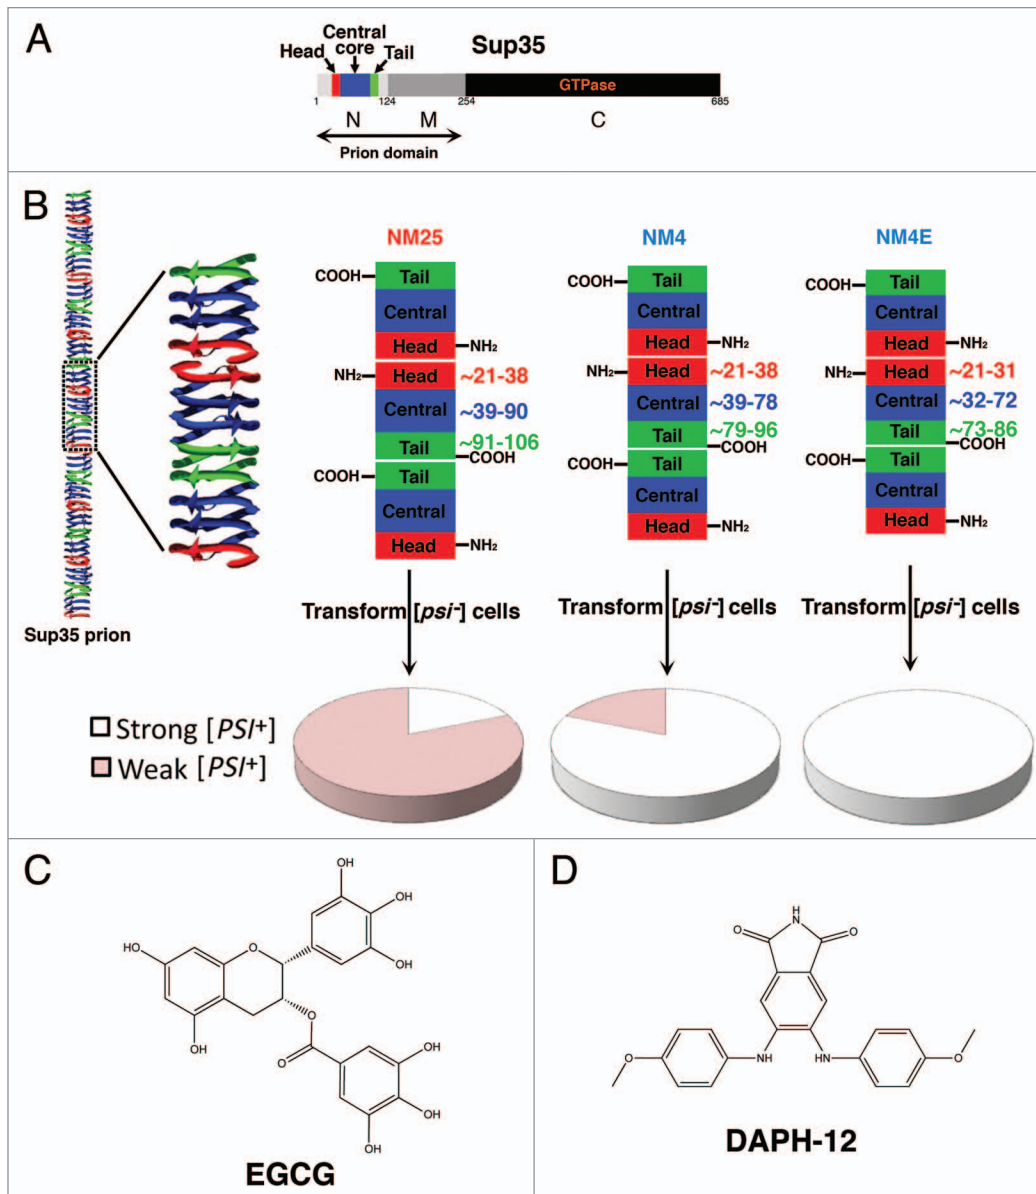 A
Central
core
Head
Tail
Sup35
GTPase
1
124
254
685
N
M
C
Prion domain
B
Sup35 prion
NM25
COOH
Tail
Central
Head
NH₂
NH₂
Head
~21-38
Central
~39-90
Tail
~91-106
COOH
COOH
Tail
Central
Head
NH₂
Transform [psi⁻] cells
NM4
COOH
Tail
Central
Head
NH₂
NH₂
Head
~21-38
Central
~39-78
Tail
~79-96
COOH
COOH
Tail
Central
Head
NH₂
Transform [psi⁻] cells
NM4E
COOH
Tail
Central
Head
NH₂
NH₂
Head
~21-31
Central
~32-72
Tail
~73-86
COOH
COOH
Tail
Central
Head
NH₂
Transform [psi⁻] cells
Strong [PSI⁺]
Weak [PSI⁺]
C
OH
OH
OH
OH
HO
O
OH
O
O
OH
OH
OH
EGCG
D
H
N
O
O
NH
HN
O
O
DAPH-12